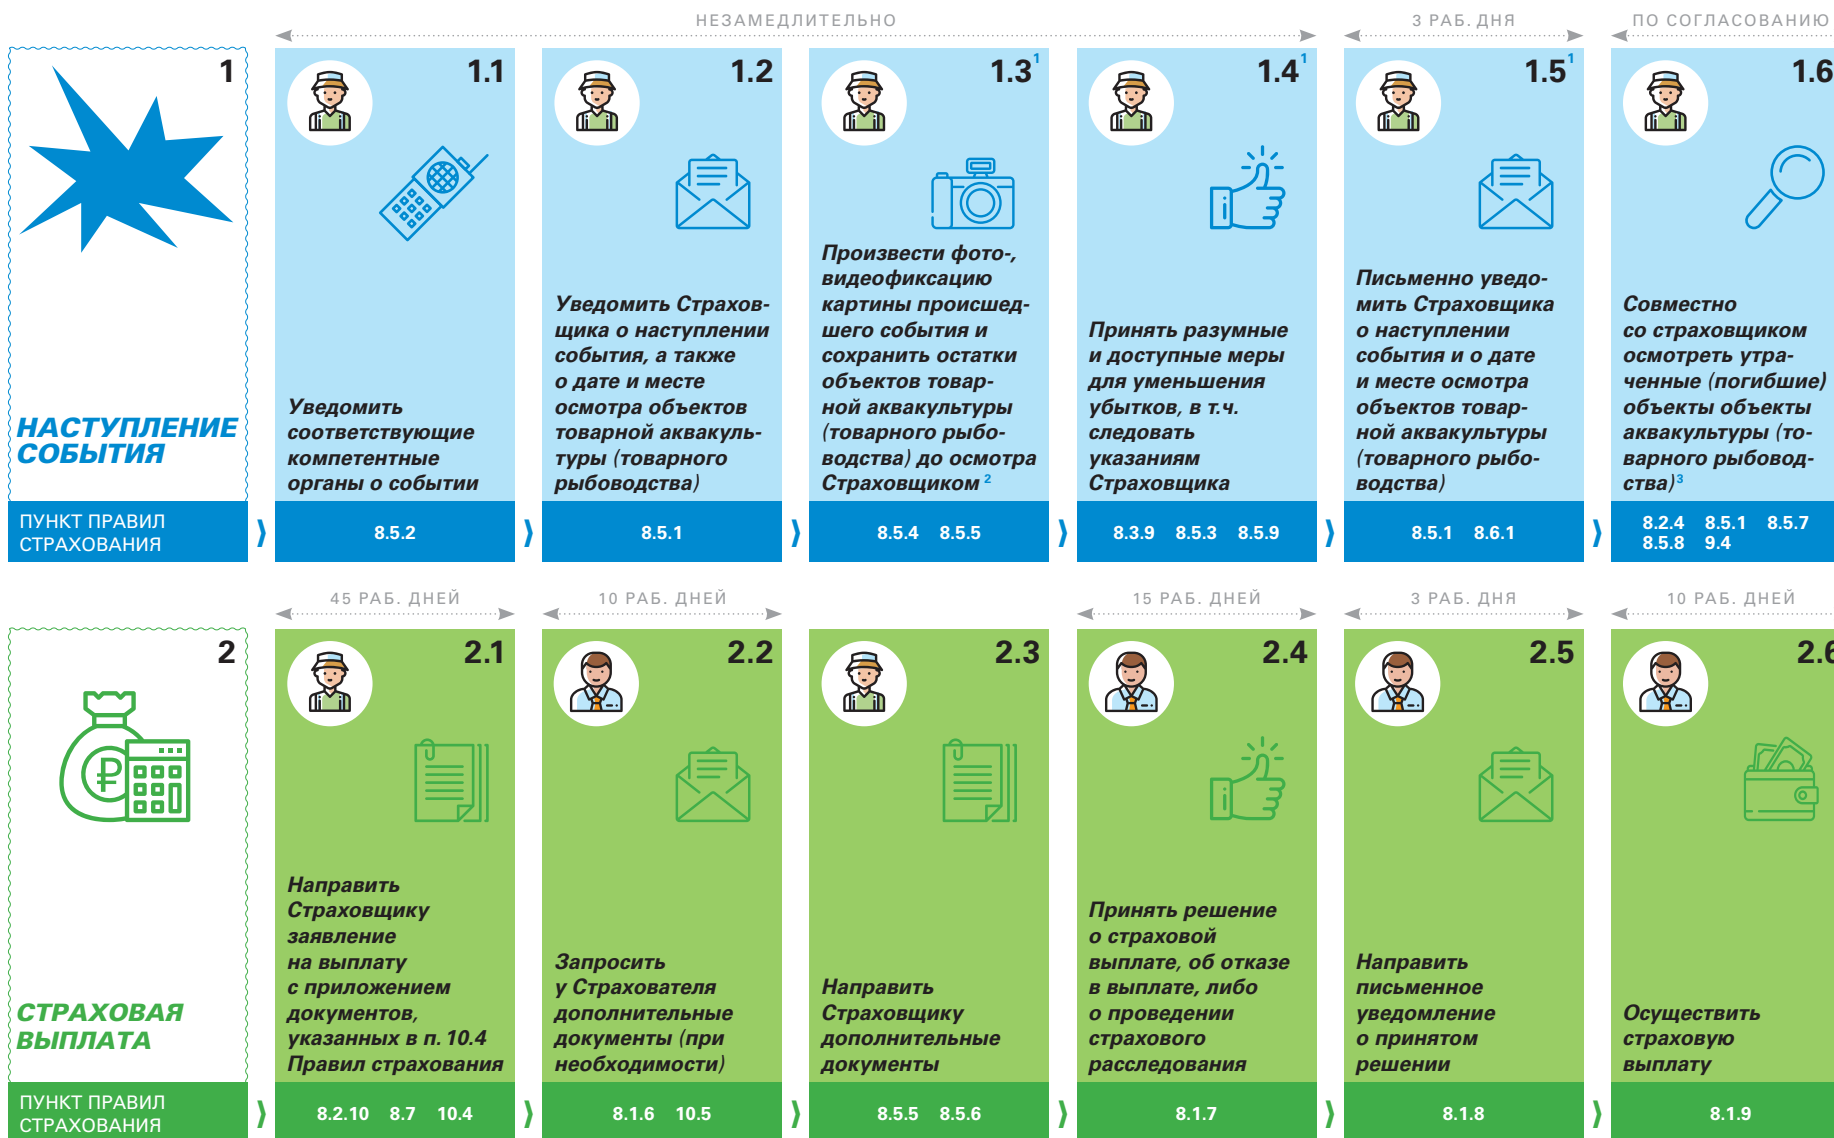 НЕЗАМЕДЛИТЕЛЬНО
3 РАБ. ДНЯ
ПО СОГЛАСОВАНИЮ
1
НАСТУПЛЕНИЕ
СОБЫТИЯ
ПУНКТ ПРАВИЛ
СТРАХОВАНИЯ
1.1
Уведомить
соответствующие
компетентные
органы о событии
8.5.2
1.2
Уведомить Страхов-
щика о наступлении
события, а также
о дате и месте
осмотра объектов
товарной аквакуль-
туры (товарного
рыбоводства)
8.5.1
1.3 1
Произвести фото-,
видеофиксацию
картины происшед-
шего события и
сохранить остатки
объектов товар-
ной аквакультуры
(товарного рыбо-
водства) до осмотра
Страховщиком 2
8.5.4 8.5.5
1.4 1
Принять разумные
и доступные меры
для уменьшения
убытков, в т.ч.
следовать
указаниям
Страховщика
8.3.9 8.5.3 8.5.9
1.5 1
Письменно уведо-
мить Страховщика
о наступлении
события и о дате
и месте осмотра
объектов товар-
ной аквакультуры
(товарного рыбо-
водства)
8.5.1 8.6.1
1.6
Совместно
со страховщиком
осмотреть утра-
ченные (погибшие)
объекты объекты
аквакультуры (то-
варного рыбовод-
ства) 3
8.2.4 8.5.1 8.5.7
8.5.8 9.4
45 РАБ. ДНЕЙ
10 РАБ. ДНЕЙ
15 РАБ. ДНЕЙ
3 РАБ. ДНЯ
10 РАБ. ДНЕЙ
2
СТРАХОВАЯ
ВЫПЛАТА
ПУНКТ ПРАВИЛ
СТРАХОВАНИЯ
2.1
Направить
Страховщику
заявление
на выплату
с приложением
документов,
указанных в п. 10.4
Правил страхования
8.2.10 8.7 10.4
2.2
Запросить
у Страхователя
дополнительные
документы (при
необходимости)
8.1.6 10.5
2.3
Направить
Страховщику
дополнительные
документы
8.5.5 8.5.6
2.4
Принять решение
о страховой
выплате, об отказе
в выплате, либо
о проведении
страхового
расследования
8.1.7
2.5
Направить
письменное
уведомление
о принятом
решении
8.1.8
2.6
Осуществить
страховую
выплату
8.1.9